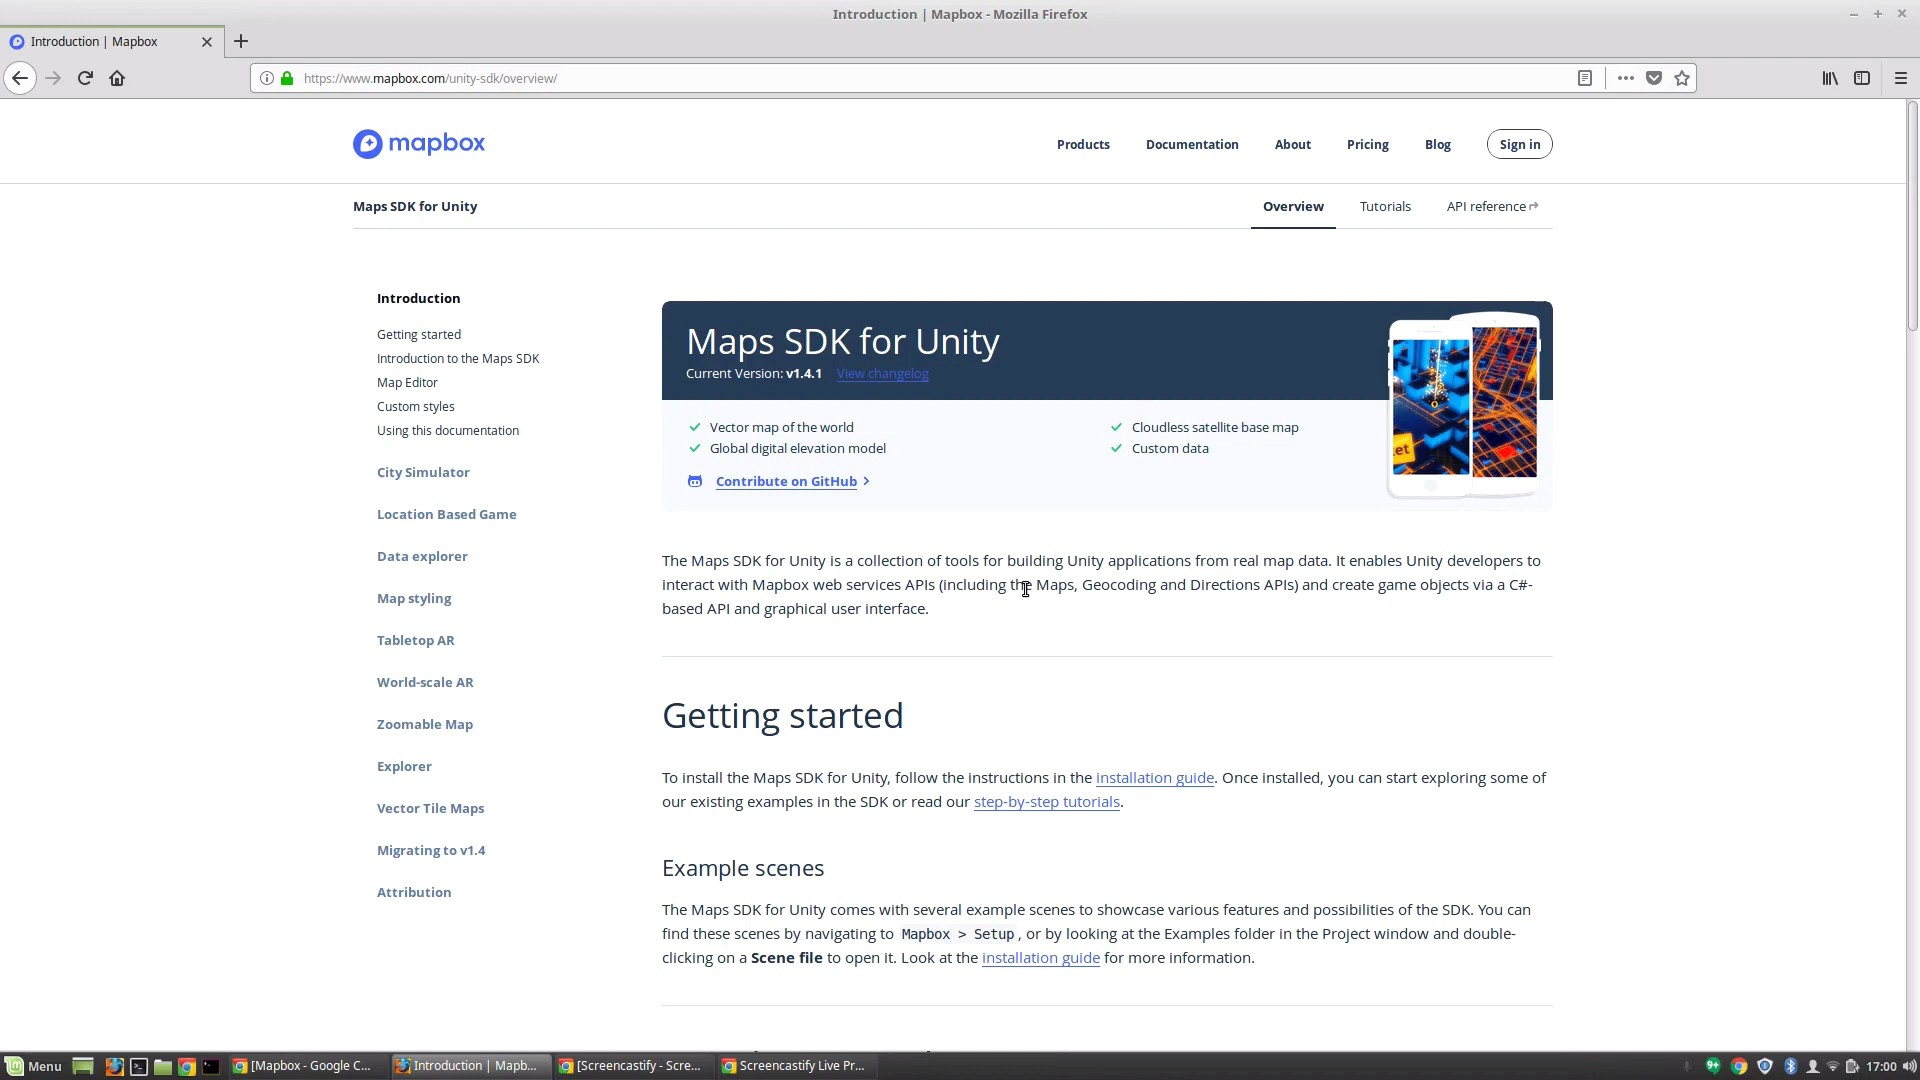 Introduction | Mapbox - Mozilla Firefox
Introduction | Mapbox
https://www.mapbox.com/unity-sdk/overview/
mapbox
Products
Documentation
About
Pricing
Blog
Sign in
Maps SDK for Unity
Overview
Tutorials
API reference
Introduction
Getting started
Introduction to the Maps SDK
Map Editor
Custom styles
Using this documentation
City Simulator
Location Based Game
Data explorer
Map styling
Tabletop AR
World-scale AR
Zoomable Map
Explorer
Vector Tile Maps
Migrating to v1.4
Attribution
Maps SDK for Unity
Current Version: v1.4.1 View changelog
Vector map of the world
Cloudless satellite base map
Global digital elevation model
Custom data
Contribute on GitHub
et
The Maps SDK for Unity is a collection of tools for building Unity applications from real map data. It enables Unity developers to
interact with Mapbox web services APIs (including the Maps, Geocoding and Directions APIs) and create game objects via a C#-
based API and graphical user interface.
Getting started
To install the Maps SDK for Unity, follow the instructions in the installation guide. Once installed, you can start exploring some of
our existing examples in the SDK or read our step-by-step tutorials.
Example scenes
The Maps SDK for Unity comes with several example scenes to showcase various features and possibilities of the SDK. You can
find these scenes by navigating to Mapbox > Setup, or by looking at the Examples folder in the Project window and double-
clicking on a Scene file to open it. Look at the installation guide for more information.
Menu
[Mapbox - Google C...
Introduction | Mapb...
[Screencastify - Scre...
Screencastify Live Pr...
17:00